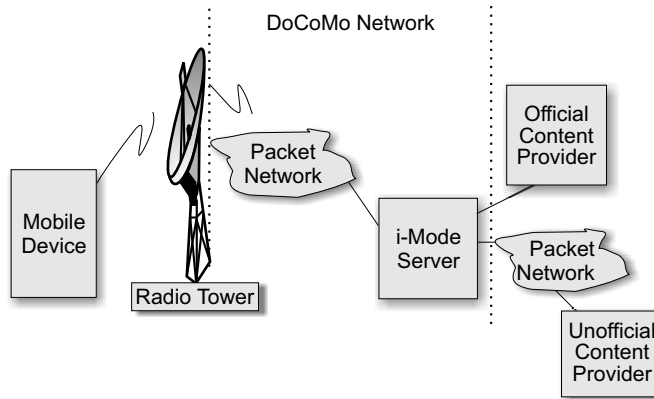 DoCoMo Network
Official
Content
Provider
Packet
Network
Mobile
Device
i-Mode
Server
Packet
Network
Radio Tower
Unofficial
Content
Provider